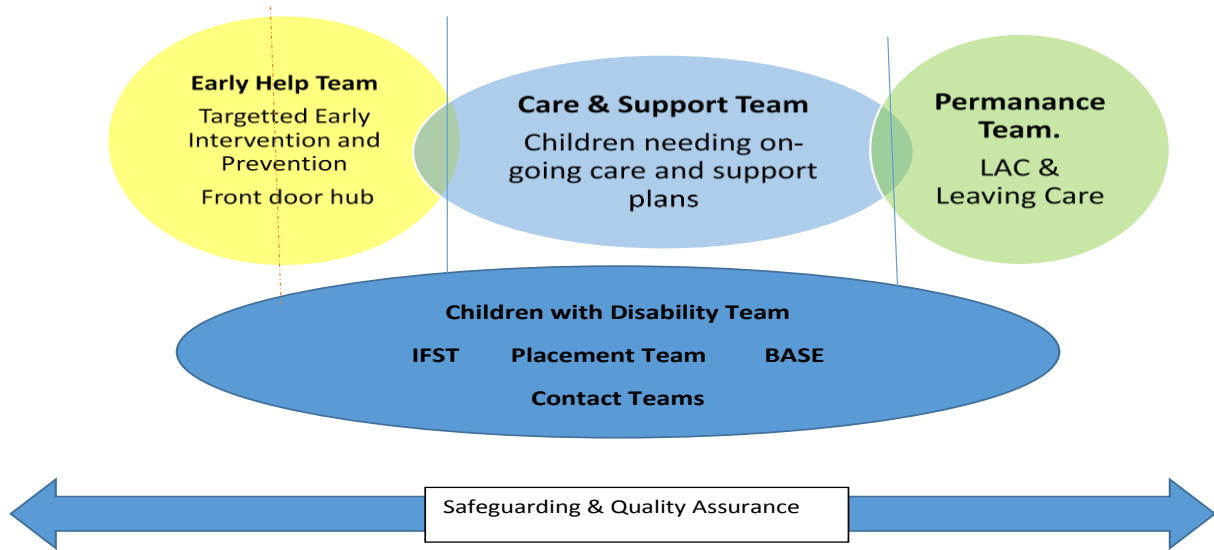 Early Help Team
Targetted Early
Intervention and
Prevention
Front door hub
Care & Support Team
Children needing on-
going care and support
plans
Permanance
Team.
LAC &
Leaving Care
Children with Disability Team
IFST Placement Team BASE
Contact Teams
Safeguarding & Quality Assurance